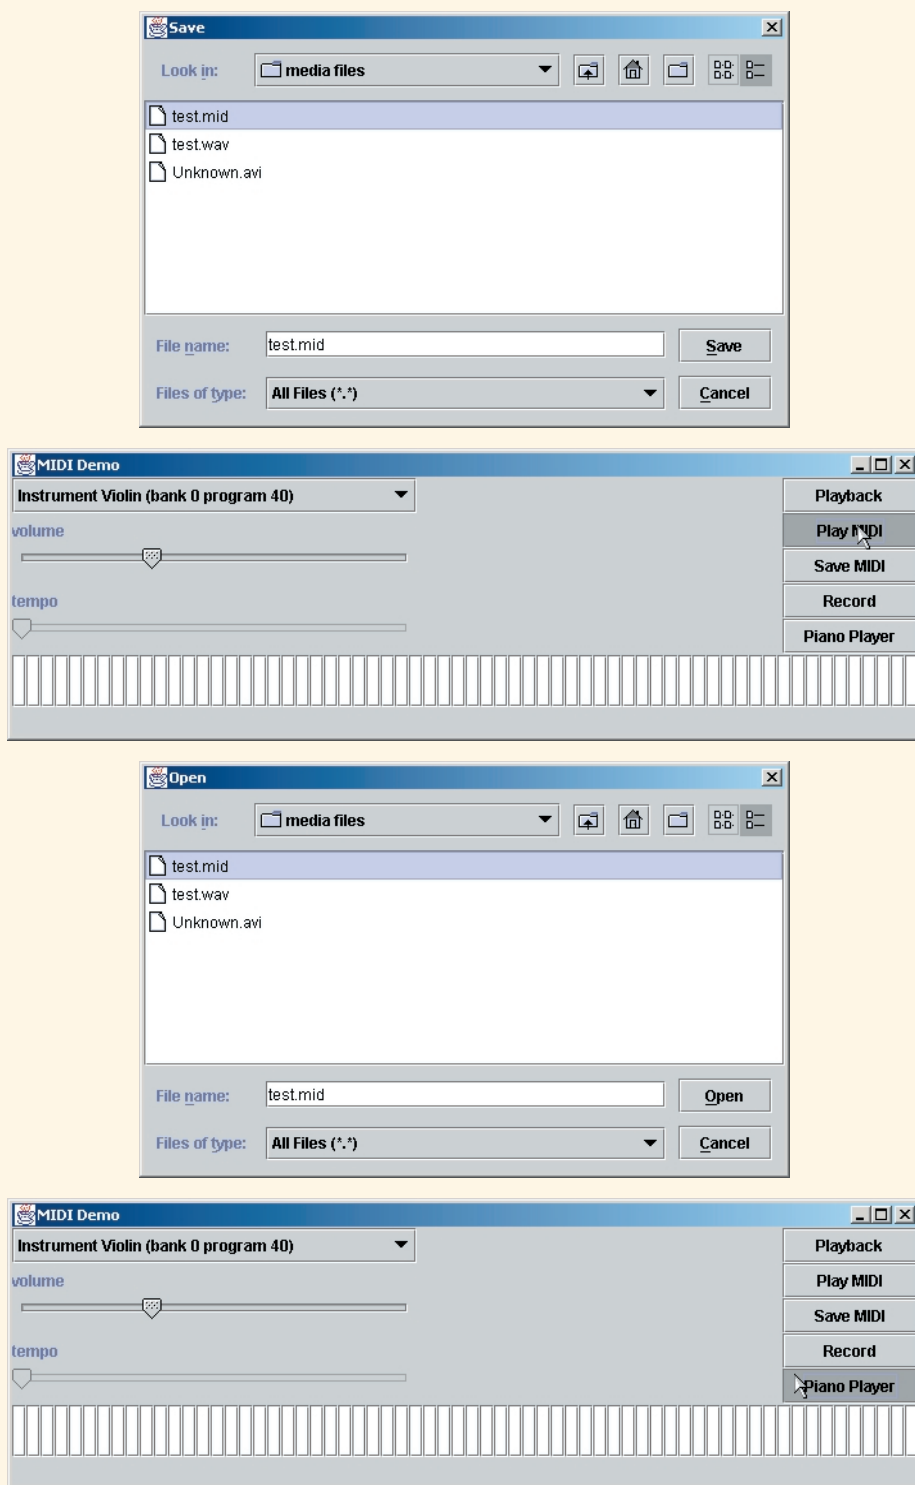 Save
Look in: media files
test.mid
test.wav
Unknown.avi
File name: test.mid Save
Files of type: All Files (*.*) Cancel
MIDI Demo
Instrument Violin (bank 0 program 40) Playback
volume Play MIDI
Save MIDI
tempo Record
Piano Player
Open
Look in: media files
test.mid
test.wav
Unknown.avi
File name: test.mid Open
Files of type: All Files (*.*) Cancel
MIDI Demo
Instrument Violin (bank 0 program 40) Playback
volume Play MIDI
Save MIDI
tempo Record
Piano Player